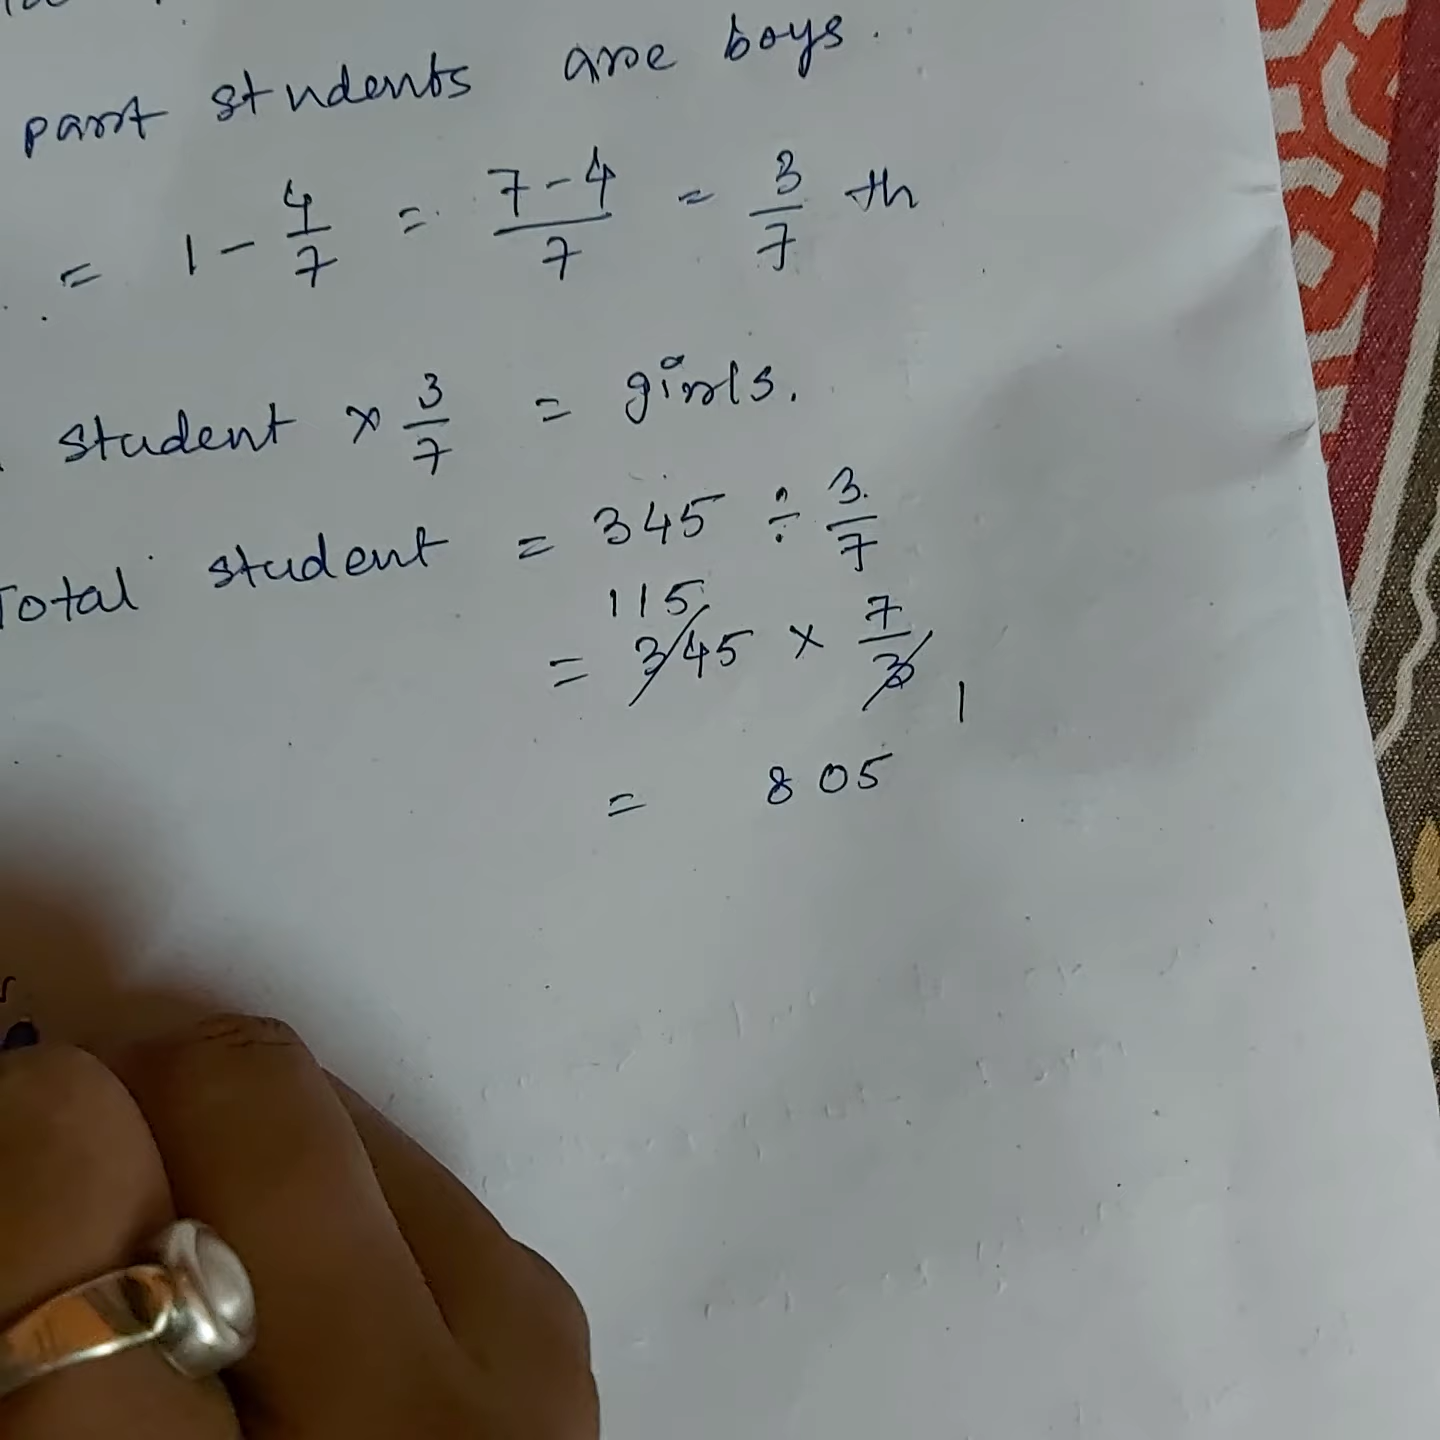 part students are boys.
= 1 - 4/7 = 7-4/7 = 3/7 th
student × 3/7 = girls.
Total student = 345 ÷ 3/7
115
= 345 × 7/3 1
= 805